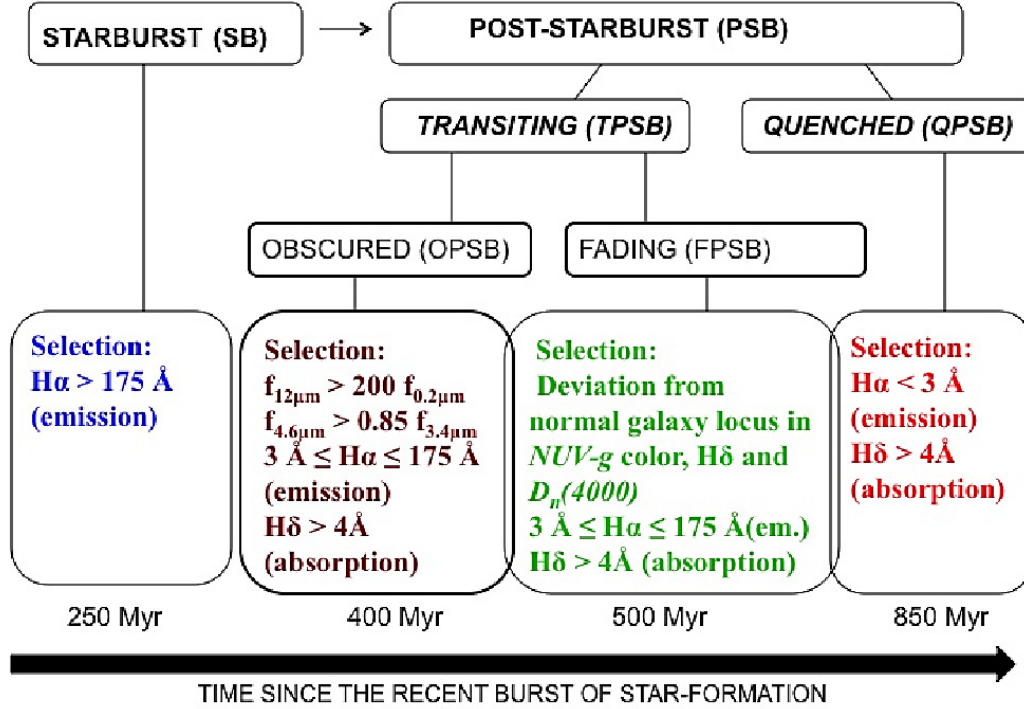 STARBURST (SB)
POST-STARBURST (PSB)
TRANSITING (TPSB)
QUENCHED (QPSB)
OBSCURED (OPSB)
FADING (FPSB)
Selection:
Hα > 175 Å
(emission)
Selection:
f12μm > 200 f0.2μm
f4.6μm > 0.85 f3.4μm
3 Å ≤ Hα ≤ 175 Å
(emission)
Hδ > 4Å
(absorption)
Selection:
Deviation from
normal galaxy locus in
NUV-g color, Hδ and
Dn(4000)
3 Å ≤ Hα ≤ 175 Å(em.)
Hδ > 4Å (absorption)
Selection:
Hα < 3 Å
(emission)
Hδ > 4Å
(absorption)
250 Myr
400 Myr
500 Myr
850 Myr
TIME SINCE THE RECENT BURST OF STAR-FORMATION